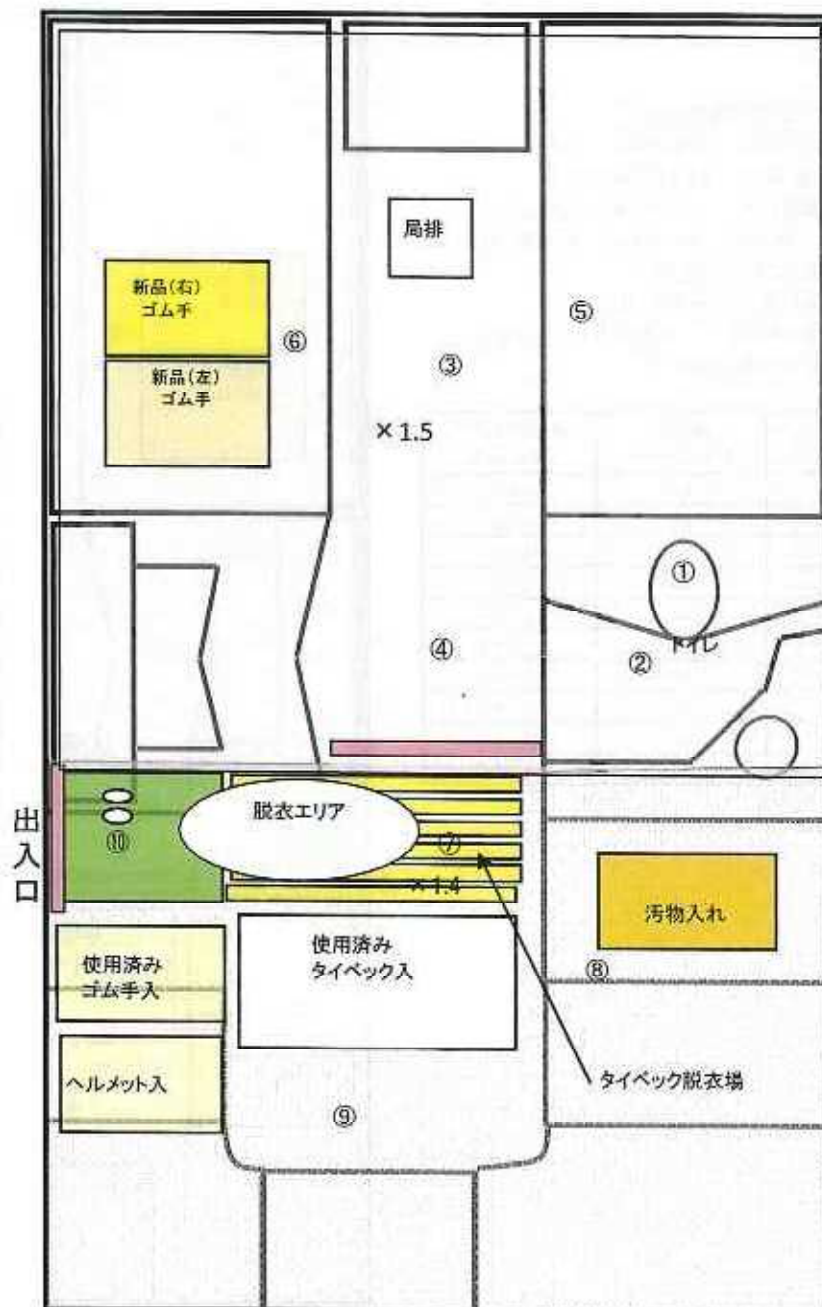 局排
新品(右)
ゴム手
⑥
⑤
③
新品(左)
ゴム手
×1.5
①
④
②
トイレ
出入口
脱衣エリア
⑩
⑦
×1.4
汚物入れ
使用済み
ゴム手入
使用済み
タイベック入
⑧
ヘルメット入
タイベック脱衣場
⑨